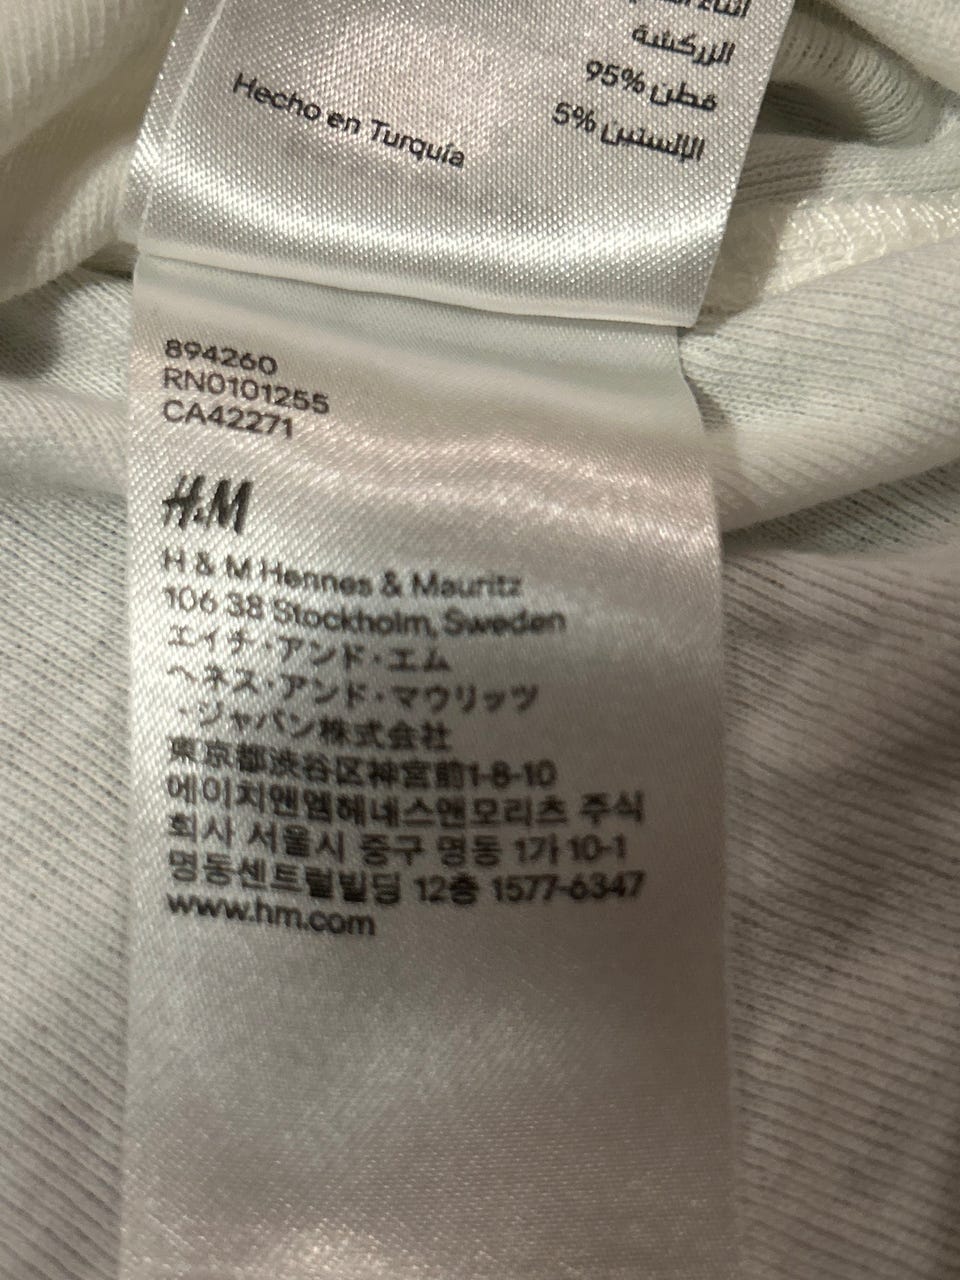 الزركشة
95% قطن
5% الإلستين
Hecho en Turquía
894260
RN0101255
CA42271
H&M
H & M Hennes & Mauritz
106 38 Stockholm, Sweden
エイチ・アンド・エム
ヘネス・アンド・マウリッツ
・ジャパン株式会社
東京都渋谷区神宮前1-8-10
에이치앤엠헤네스앤모리츠 주식
회사 서울시 중구 명동 1가 10-1
명동센트럴빌딩 12층 1577-6347
www.hm.com